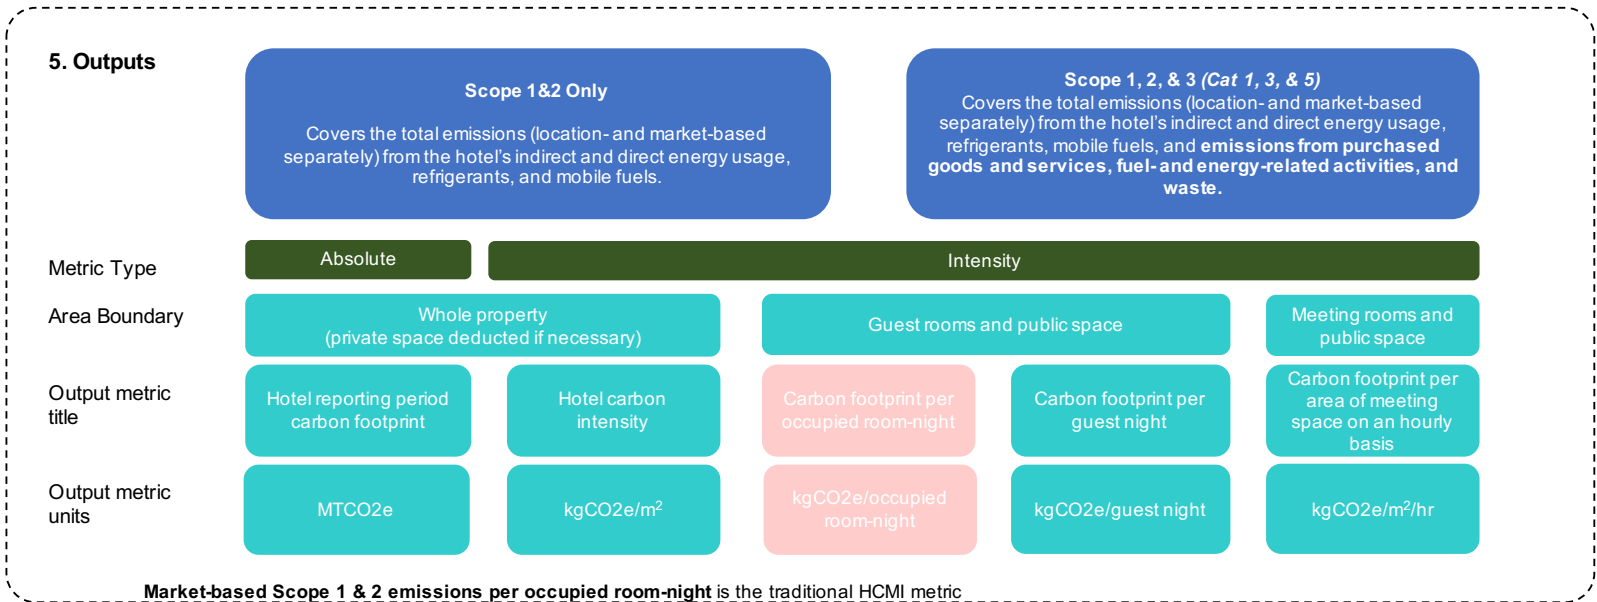 5. Outputs
Scope 1&2 Only
Covers the total emissions (location- and market-based
separately) from the hotel's indirect and direct energy usage,
refrigerants, and mobile fuels.
Scope 1, 2, & 3 (Cat 1, 3, & 5)
Covers the total emissions (location- and market-based
separately) from the hotel's indirect and direct energy usage,
refrigerants, mobile fuels, and emissions from purchased
goods and services, fuel- and energy-related activities, and
waste.
Metric Type
Absolute
Intensity
Area Boundary
Whole property
(private space deducted if necessary)
Guest rooms and public space
Meeting rooms and
public space
Output metric
title
Hotel reporting period
carbon footprint
Hotel carbon
intensity
Carbon footprint per
occupied room-night
Carbon footprint per
guest night
Carbon footprint per
area of meeting
space on an hourly
basis
Output metric
units
MTCO2e
kgCO2e/m²
kgCO2e/occupied
room-night
kgCO2e/guest night
kgCO2e/m²/hr
Market-based Scope 1 & 2 emissions per occupied room-night is the traditional HCMI metric